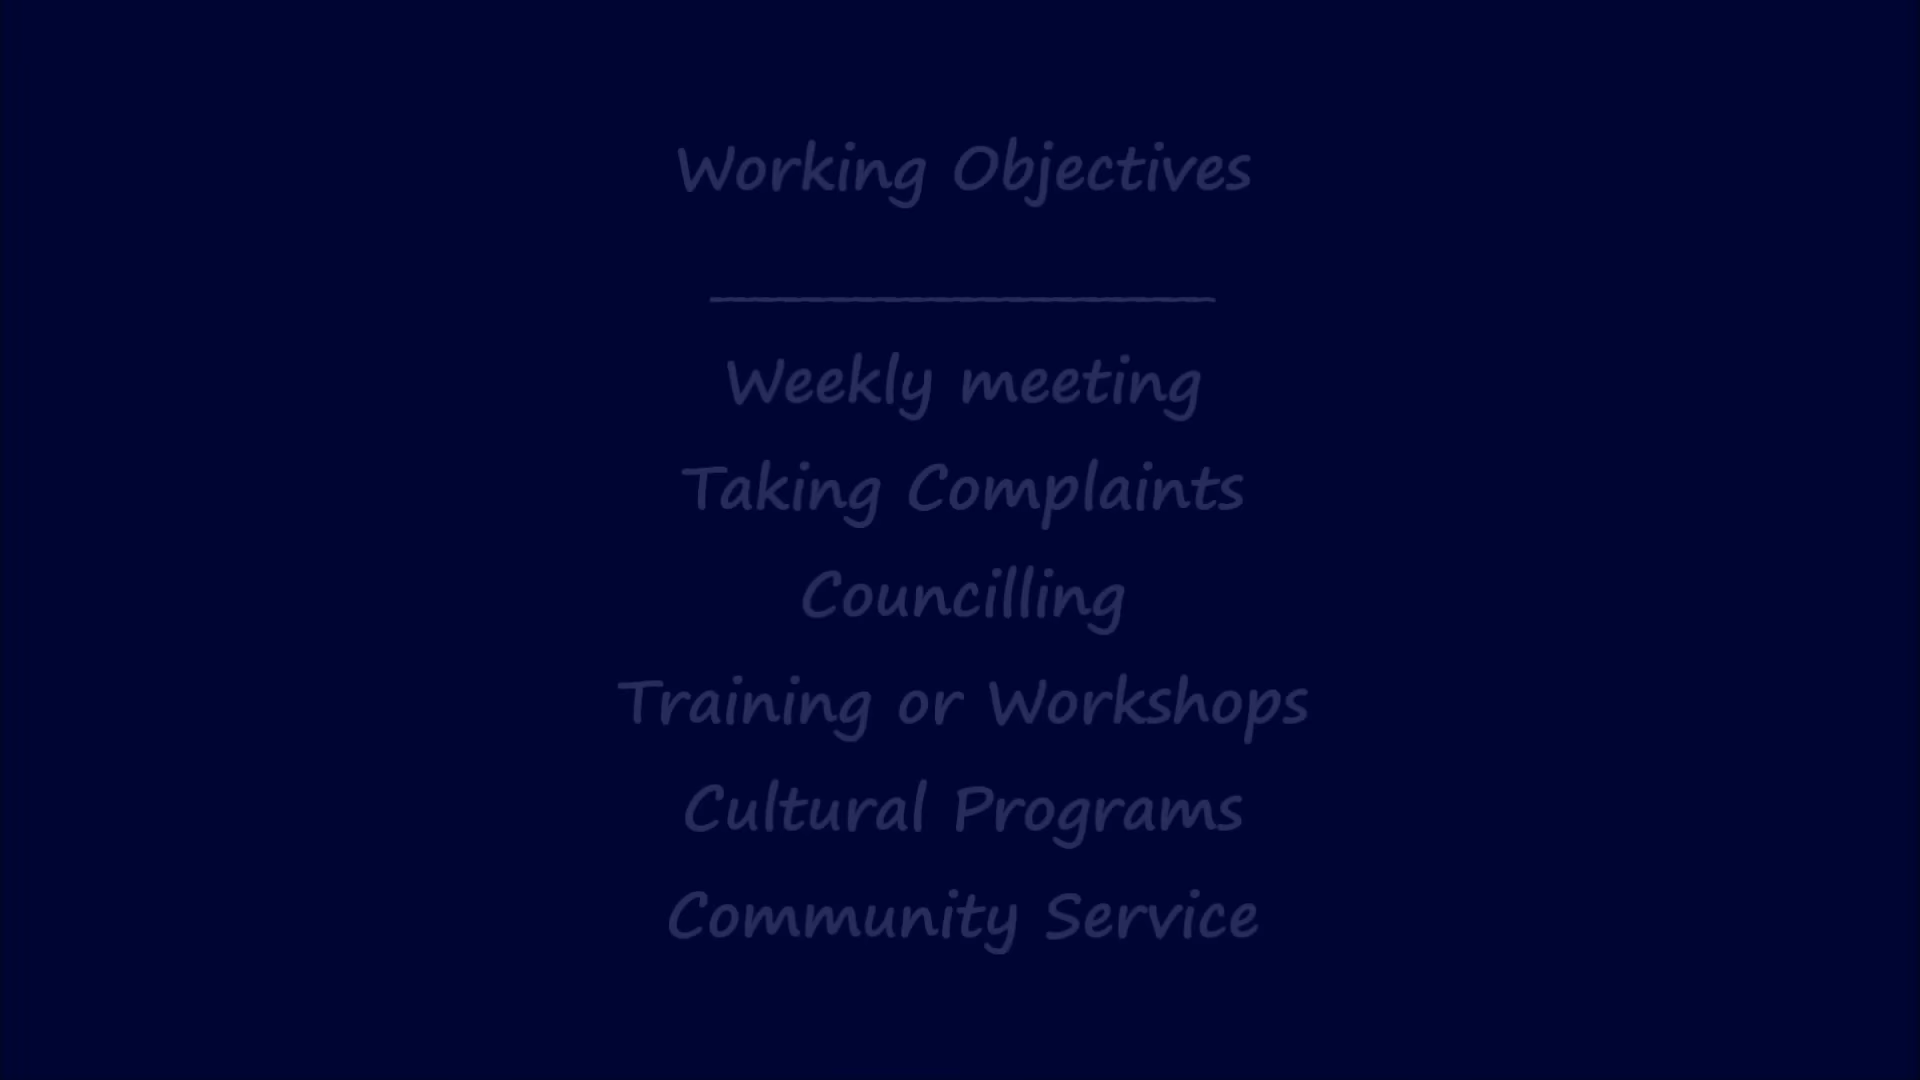 Working Objectives
Weekly meeting
Taking Complaints
Councilling
Training or Workshops
Cultural Programs
Community Service